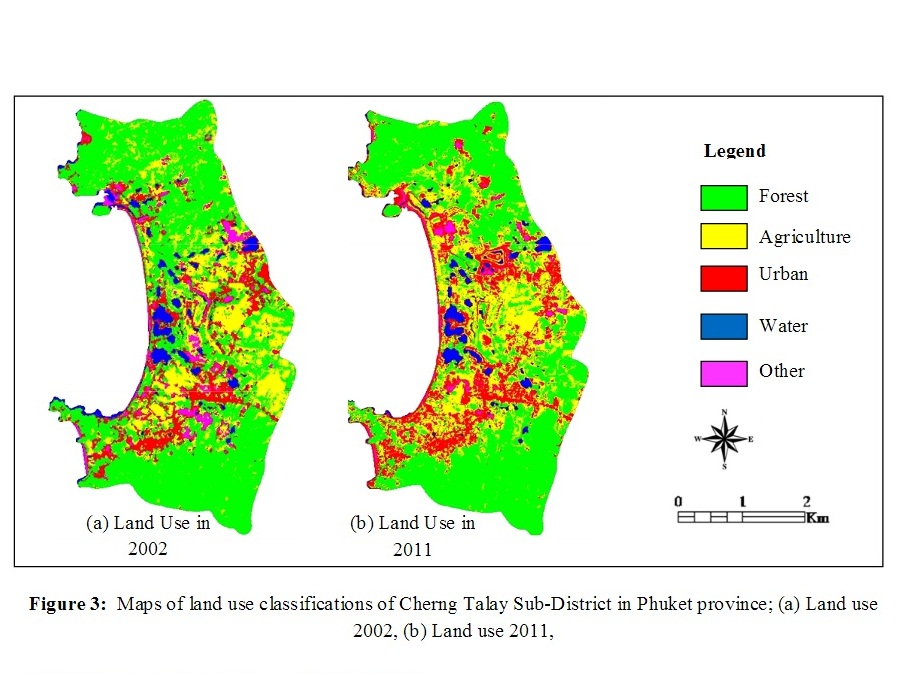 Legend
Forest
Agriculture
Urban
Water
Other
N
W E
S
0 1 2
Km
(a) Land Use in
2002
(b) Land Use in
2011
Figure 3: Maps of land use classifications of Cherng Talay Sub-District in Phuket province; (a) Land use
2002, (b) Land use 2011,